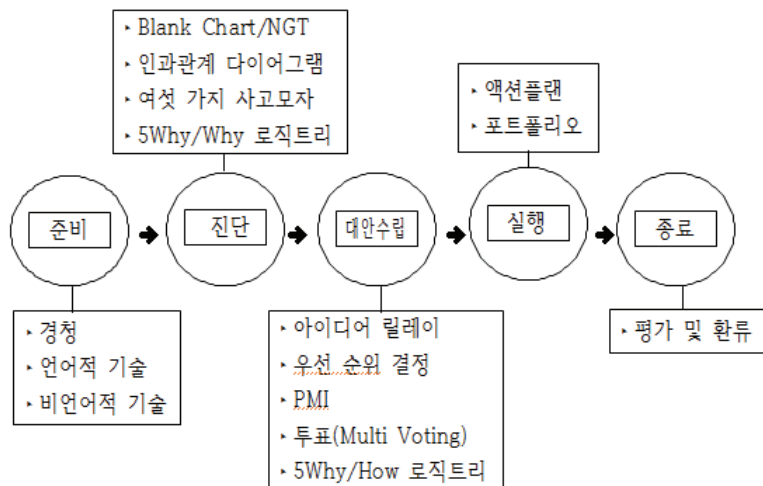 ‣ Blank Chart/NGT
‣ 인과관계 다이어그램
‣ 여섯 가지 사고모자
‣ 5Why/Why 로직트리
‣ 액션플랜
‣ 포트폴리오
준비
진단
대안수립
실행
종료
‣ 경청
‣ 언어적 기술
‣ 비언어적 기술
‣ 아이디어 릴레이
‣ 우선 순위 결정
‣ PMI
‣ 투표(Multi Voting)
‣ 5Why/How 로직트리
‣ 평가 및 환류